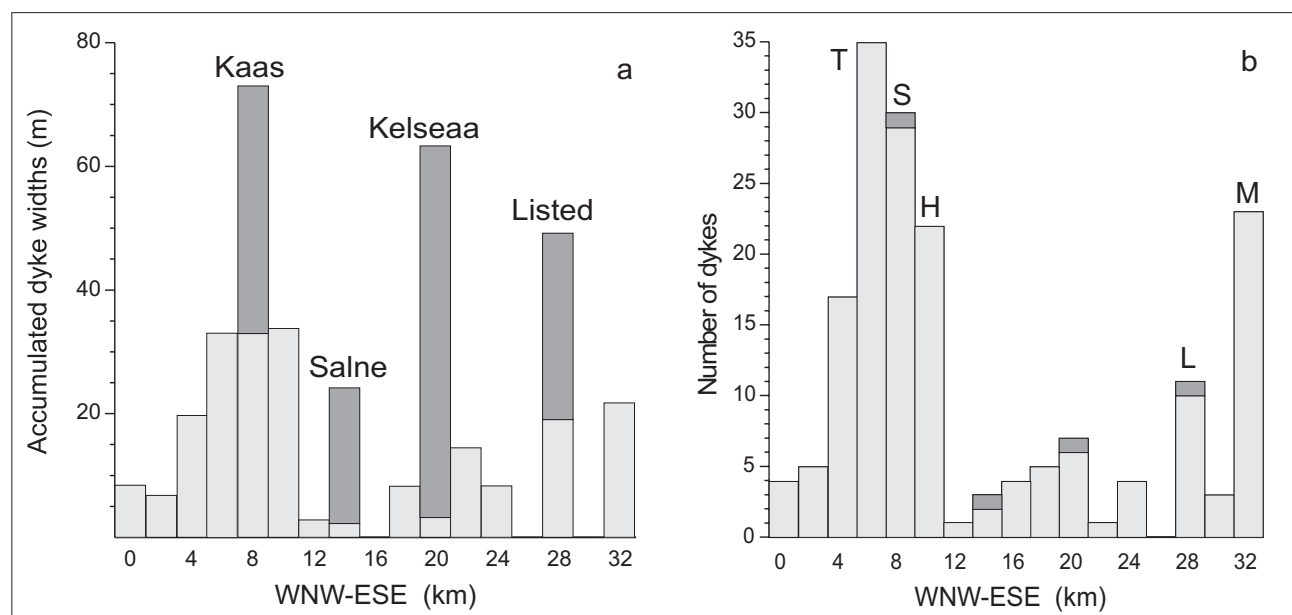 a
Accumulated dyke widths (m)
80
60
40
20
Kaas
Salne
Kelseaa
Listed
0 4 8 12 16 20 24 28 32
WNW-ESE (km)
b
Number of dykes
35
30
25
20
15
10
5
0
T
S
H
L
M
0 4 8 12 16 20 24 28 32
WNW-ESE (km)